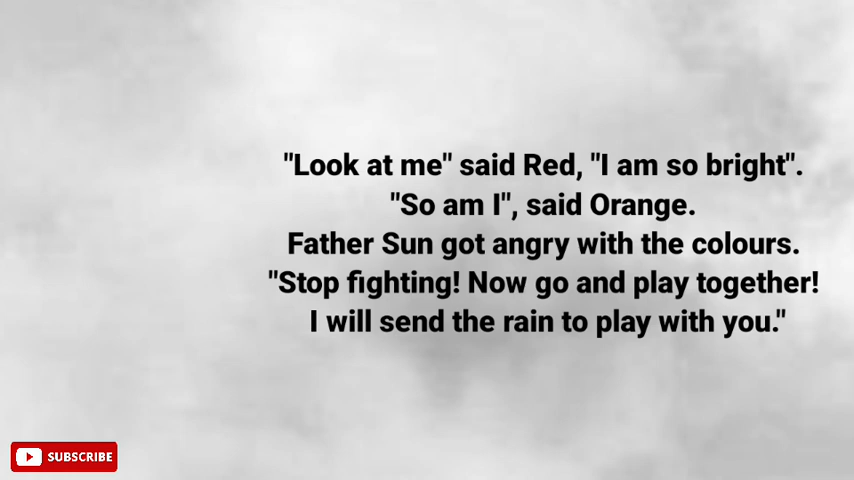 "Look at me" said Red, "I am so bright".
"So am I", said Orange.
Father Sun got angry with the colours.
"Stop fighting! Now go and play together!
I will send the rain to play with you."
SUBSCRIBE